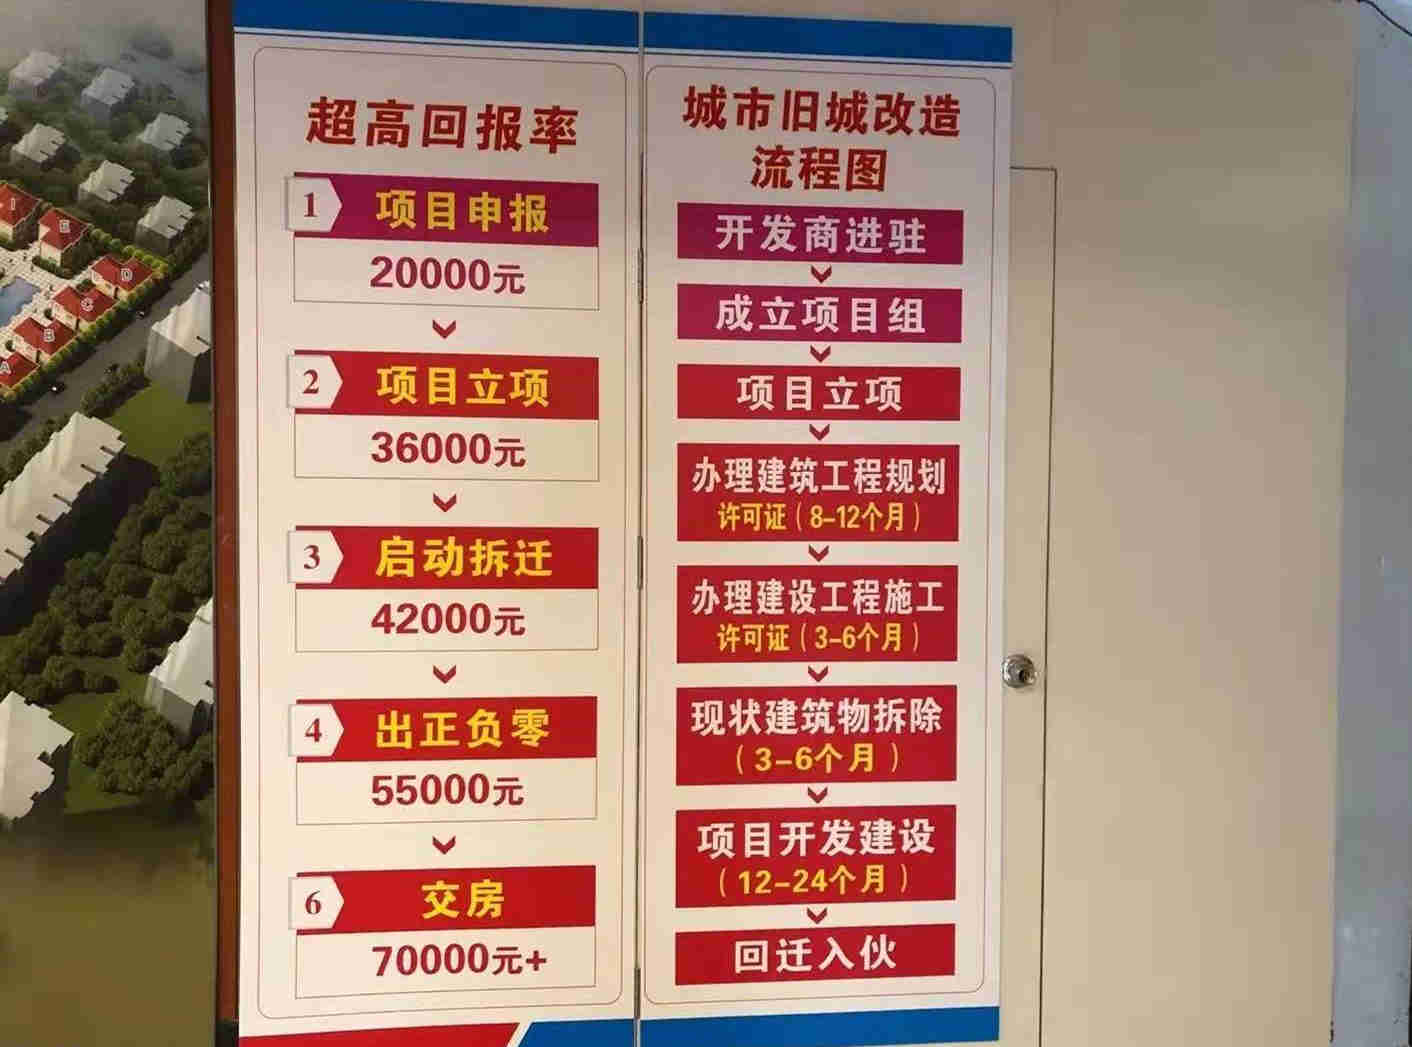 超高回报率
1
项目申报
20000元
2
项目立项
36000元
3
启动拆迁
42000元
4
出正负零
55000元
6
交房
70000元+
城市旧城改造
流程图
开发商进驻
成立项目组
项目立项
办理建筑工程规划
许可证（8-12个月）
办理建设工程施工
许可证（3-6个月）
现状建筑物拆除
（3-6个月）
项目开发建设
（12-24个月）
回迁入伙
E
D
C
B
A